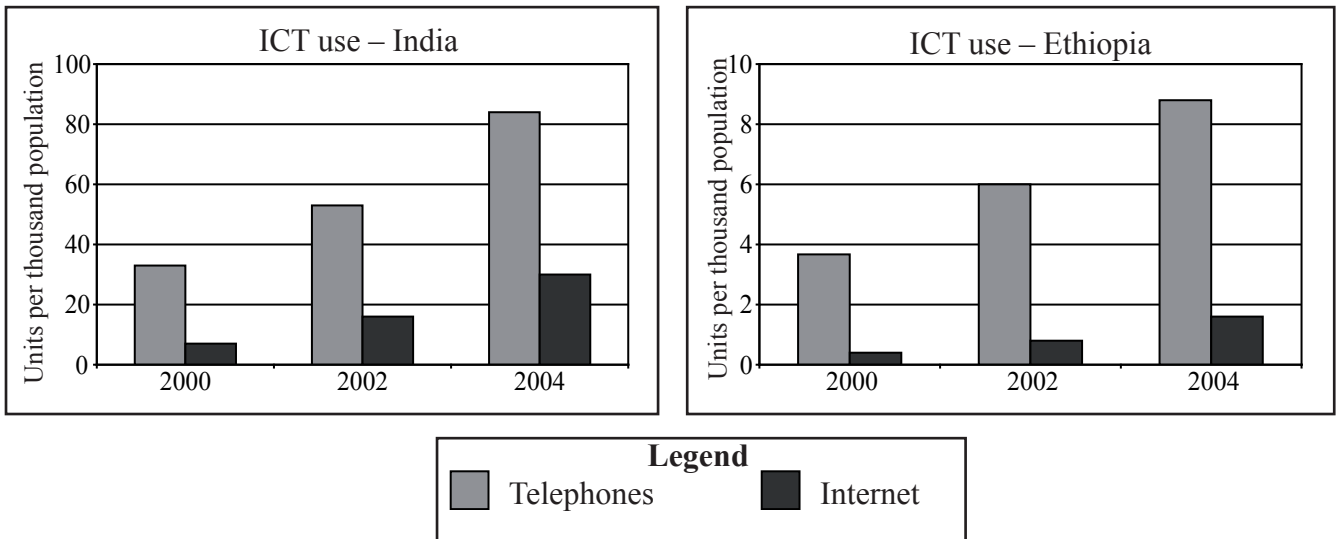 ICT use – India
Units per thousand population
100
80
60
40
20
0
2000 2002 2004
ICT use – Ethiopia
Units per thousand population
10
8
6
4
2
0
2000 2002 2004
Legend
Telephones Internet